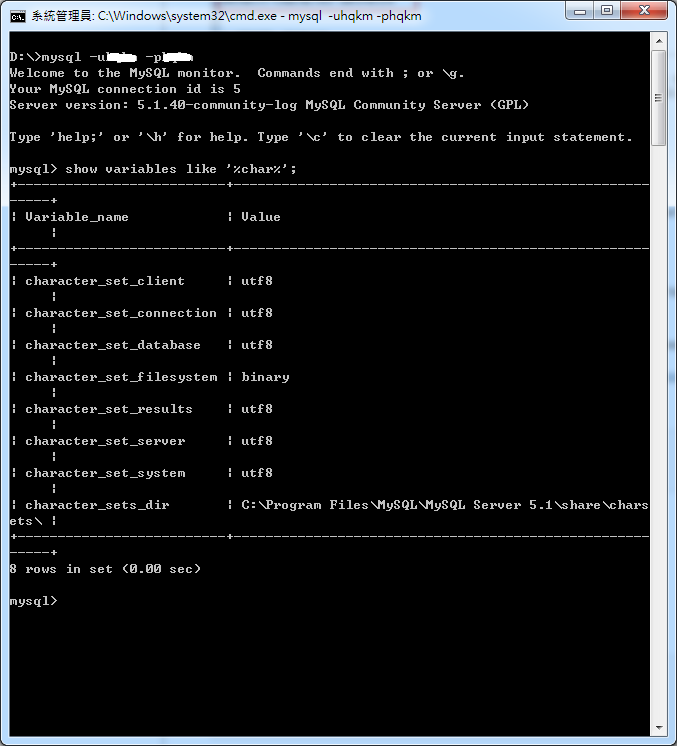 系統管理員: C:\Windows\system32\cmd.exe - mysql -uhqkm -phqkm
D:\>mysql -u -p
Welcome to the MySQL monitor.  Commands end with ; or \g.
Your MySQL connection id is 5
Server version: 5.1.40-community-log MySQL Community Server (GPL)
Type 'help;' or '\h' for help. Type '\c' to clear the current input statement.
mysql> show variables like '%char%';
+--------------------------+----------------------------------------------------
-----+
| Variable_name            | Value
     |
+--------------------------+----------------------------------------------------
-----+
| character_set_client     | utf8
     |
| character_set_connection | utf8
     |
| character_set_database   | utf8
     |
| character_set_filesystem | binary
     |
| character_set_results    | utf8
     |
| character_set_server     | utf8
     |
| character_set_system     | utf8
     |
| character_sets_dir       | C:\Program Files\MySQL\MySQL Server 5.1\share\chars
ets\ |
+--------------------------+----------------------------------------------------
-----+
8 rows in set (0.00 sec)
mysql>